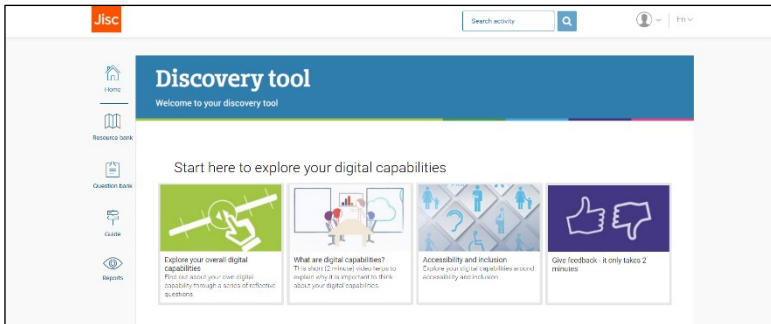 Jisc
Search activity
En
Discovery tool
Welcome to your discovery tool
Home
Resource bank
Question bank
Guide
Reports
Start here to explore your digital capabilities
Explore your overall digital
capabilities
Find out about your own digital
capability through a series of reflective
questions.
What are digital capabilities?
This short (2 minute) video helps to
explain why it is important to think
about your digital capabilities.
Accessibility and inclusion
Explore your digital capabilities around
accessibility and inclusion
Give feedback - it only takes 2
minutes